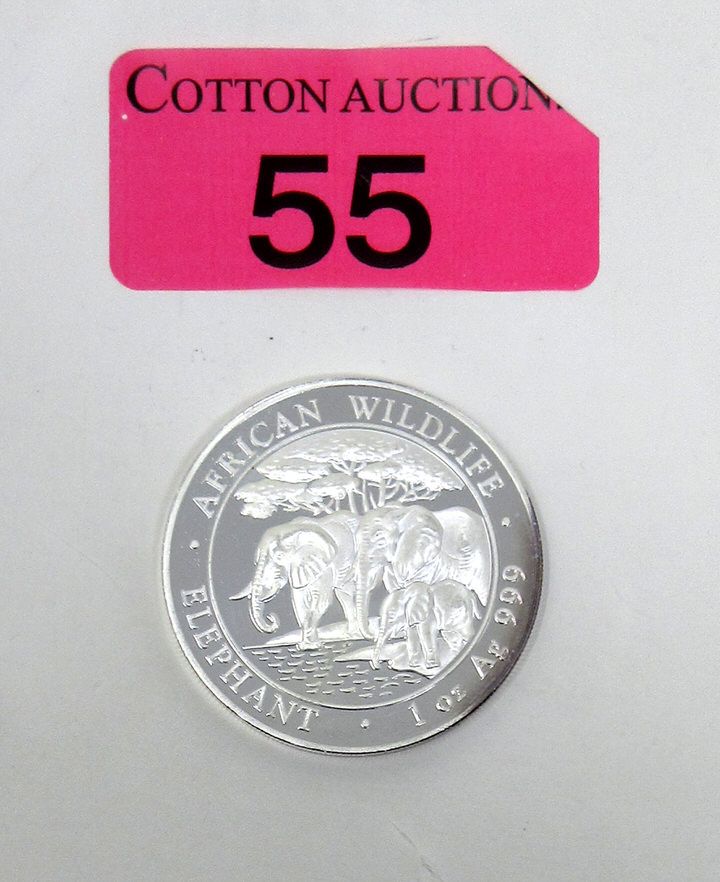 COTTON AUCTION
55
AFRICAN WILDLIFE
ELEPHANT
1 oz Ag 999